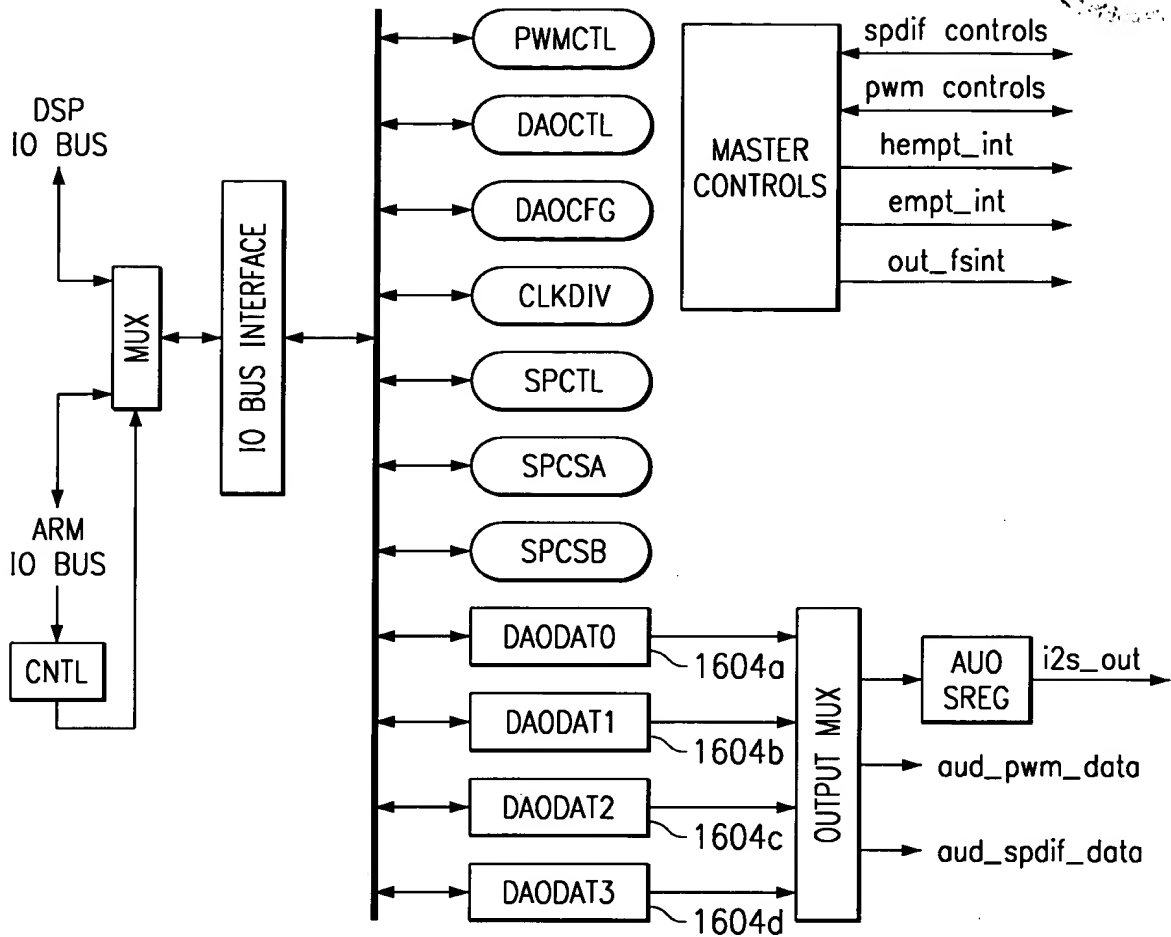 DSP
IO BUS
MUX
ARM
IO BUS
CNTL
IO BUS INTERFACE
PWMCTL
DAOCTL
DAOCFG
CLKDIV
SPCTL
SPCSA
SPCSB
DAODAT0
1604a
DAODAT1
1604b
DAODAT2
1604c
DAODAT3
1604d
MASTER
CONTROLS
spdif controls
pwm controls
hempt_int
empt_int
out_fsint
OUTPUT MUX
AUO
SREG
i2s_out
aud_pwm_data
aud_spdif_data